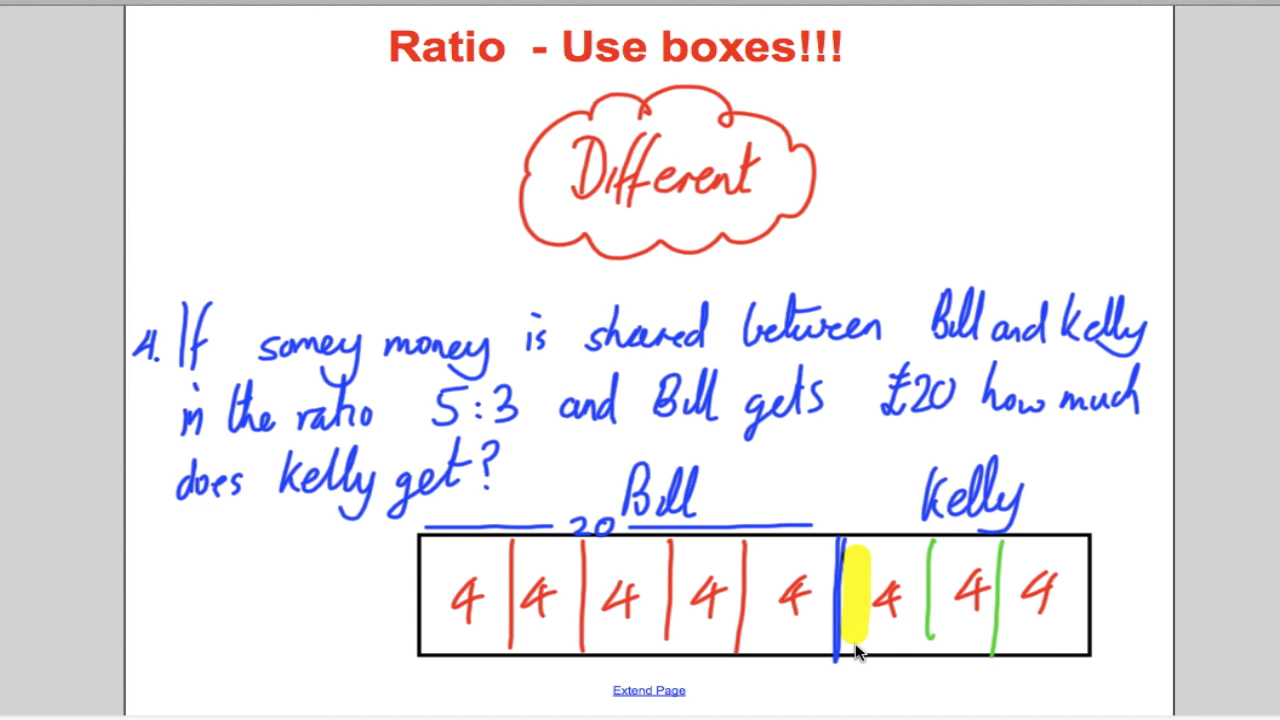 Ratio - Use boxes!!!
Different
4. If somey money is shared between Bill and Kelly
in the ratio 5:3 and Bill gets £20 how much
does Kelly get?
Bill Kelly
20
4 4 4 4 4 4 4 4
Extend Page